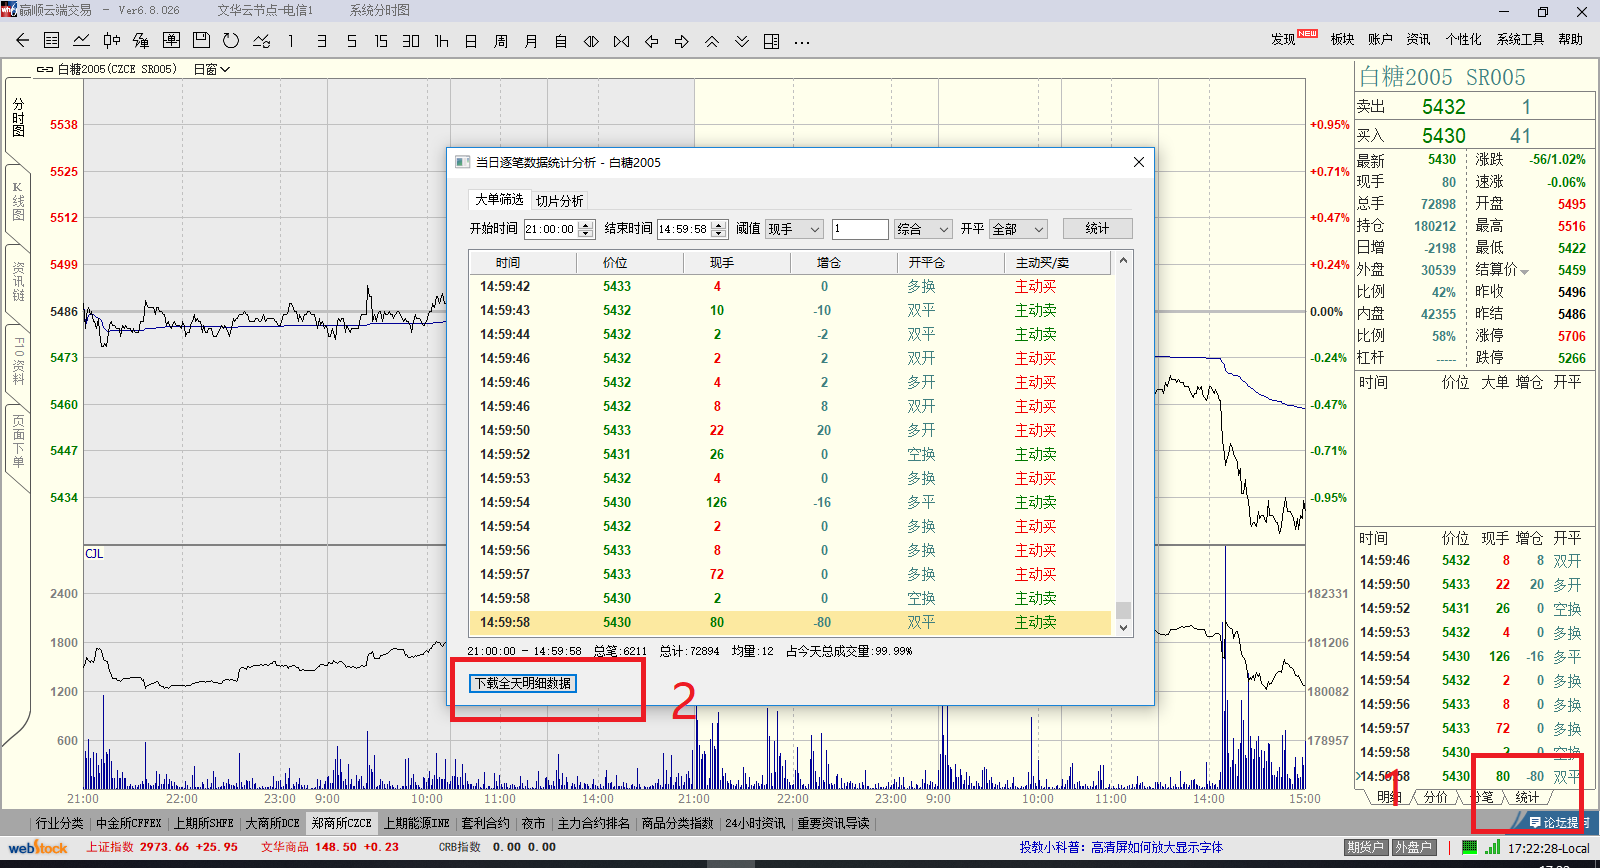 赢顺云端交易 - Ver6.8.026 文华云节点-电信1 系统分时图
1 3 5 15 30 1h 日 周 月 自 ... 发现 NEW 板块 账户 资讯 个性化 系统工具 帮助
白糖2005(CZCE SR005) 日窗
分时图
K线图
资讯链
F10资料
页面下单
5538
5525
5512
5499
5486
5473
5460
5447
5434
CJL
2400
1800
1200
600
+0.95%
+0.71%
+0.47%
+0.24%
0.00%
-0.24%
-0.47%
-0.71%
-0.95%
182331
181206
180082
178957
21:00 22:00 23:00 9:00 10:00 11:00 14:00 21:00 22:00 23:00 9:00 10:00 11:00 14:00 15:00
当日逐笔数据统计分析 - 白糖2005
大单筛选 切片分析
开始时间 21:00:00 结束时间 14:59:58 阈值 现手 1 综合 开平 全部 统计
时间 价位 现手 增仓 开平仓 主动买/卖
14:59:42 5433 4 0 多换 主动买
14:59:43 5432 10 -10 双平 主动卖
14:59:44 5432 2 -2 双平 主动卖
14:59:46 5432 2 2 双开 主动买
14:59:46 5432 4 2 多开 主动买
14:59:46 5432 8 8 双开 主动买
14:59:50 5433 22 20 多开 主动买
14:59:52 5431 26 0 空换 主动卖
14:59:53 5432 4 0 多换 主动买
14:59:54 5430 126 -16 多平 主动卖
14:59:54 5432 2 0 多换 主动买
14:59:56 5433 8 0 多换 主动买
14:59:57 5433 72 0 多换 主动买
14:59:58 5430 2 0 空换 主动卖
14:59:58 5430 80 -80 双平 主动卖
21:00:00 - 14:59:58 总笔:6211 总计:72894 均量:12 占今天总成交量:99.99%
下载全天明细数据
2
白糖2005 SR005
卖出 5432 1
买入 5430 41
最新 5430 涨跌 -56/1.02%
现手 80 速涨 -0.06%
总手 72898 开盘 5495
持仓 180212 最高 5516
日增 -2198 最低 5422
外盘 30539 结算价 5459
比例 42% 昨收 5496
内盘 42355 昨结 5486
比例 58% 涨停 5706
杠杆 ----- 跌停 5266
时间 价位 大单 增仓 开平
时间 价位 现手 增仓 开平
14:59:46 5432 8 8 双开
14:59:50 5433 22 20 多开
14:59:52 5431 26 0 空换
14:59:53 5432 4 0 多换
14:59:54 5430 126 -16 多平
14:59:54 5432 2 0 多换
14:59:56 5433 8 0 多换
14:59:57 5433 72 0 多换
14:59:58 5430 2 0 空换
14:59:58 5430 80 -80 双平
1
明细 分价 分笔 统计
行业分类 中金所CFFEX 上期所SHFE 大商所DCE 郑商所CZCE 上期能源INE 套利合约 夜市 主力合约排名 商品分类指数 24小时资讯 重要资讯导读 论坛提问
webstock 上证指数 2973.66 +25.95 文华商品 148.50 +0.23 CRB指数 0.00 0.00 投教小科普: 高清屏如何放大显示字体 期货户 外盘户 17:22:28-Local